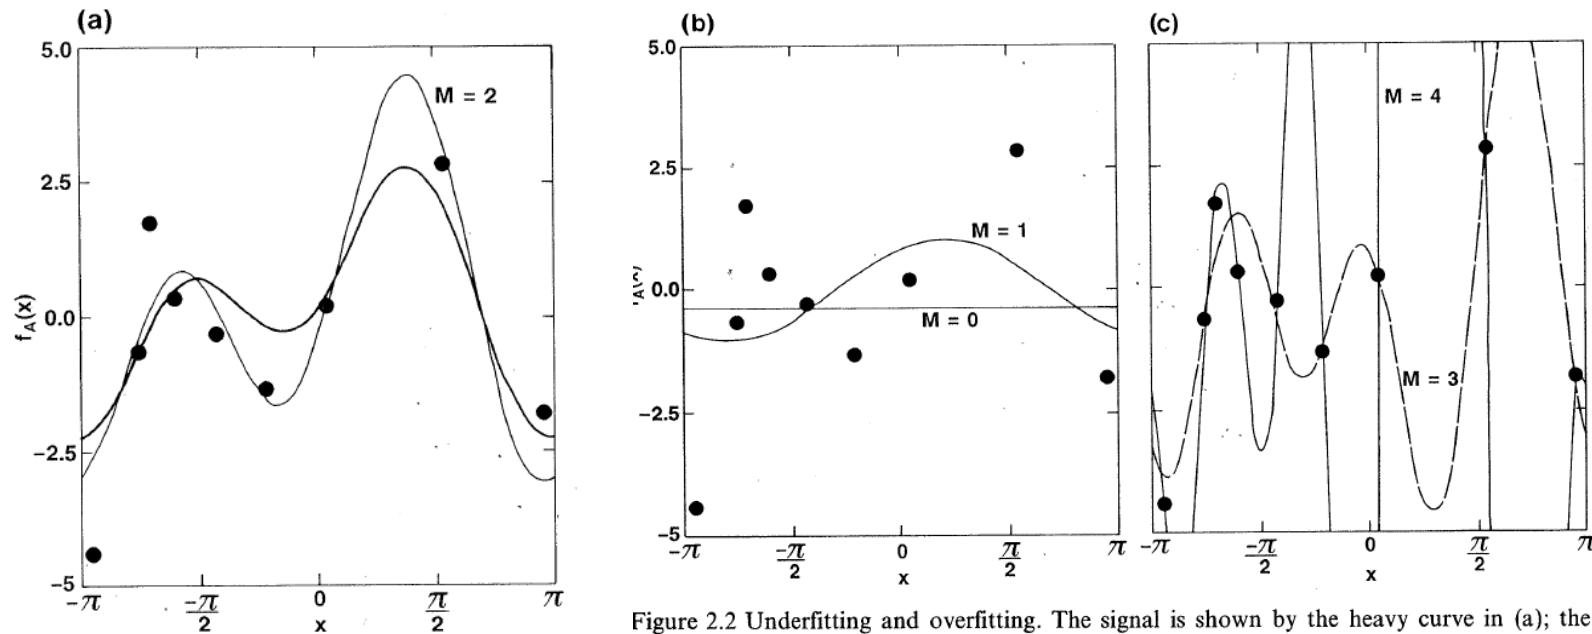 (a)
5.0
2.5
0.0
−2.5
−5
f_A(x)
M = 2
−π
−π/2
0
π/2
π
x
(b)
5.0
2.5
0.0
−2.5
−5
M = 1
M = 0
−π
−π/2
0
π/2
π
x
(c)
M = 4
M = 3
−π
−π/2
0
π/2
π
x
Figure 2.2 Underfitting and overfitting. The signal is shown by the heavy curve in (a); the